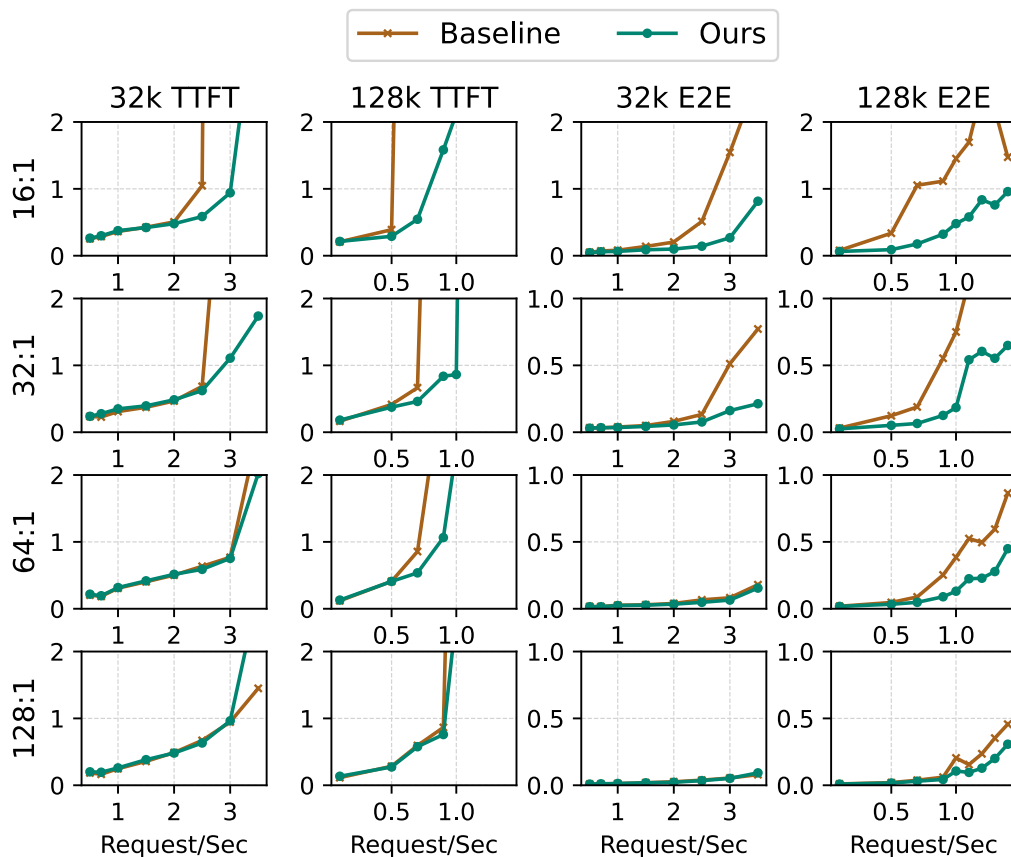 Baseline Ours
32k TTFT 128k TTFT 32k E2E 128k E2E
16:1
2 2 2 2
1 1 1 1
0 0 0 0
1 2 3 0.5 1.0 1 2 3 0.5 1.0
32:1
2 2 1.0 1.0
1 1 0.5 0.5
0 0 0.0 0.0
1 2 3 0.5 1.0 1 2 3 0.5 1.0
64:1
2 2 1.0 1.0
1 1 0.5 0.5
0 0 0.0 0.0
1 2 3 0.5 1.0 1 2 3 0.5 1.0
128:1
2 2 1.0 1.0
1 1 0.5 0.5
0 0 0.0 0.0
1 2 3 0.5 1.0 1 2 3 0.5 1.0
Request/Sec Request/Sec Request/Sec Request/Sec